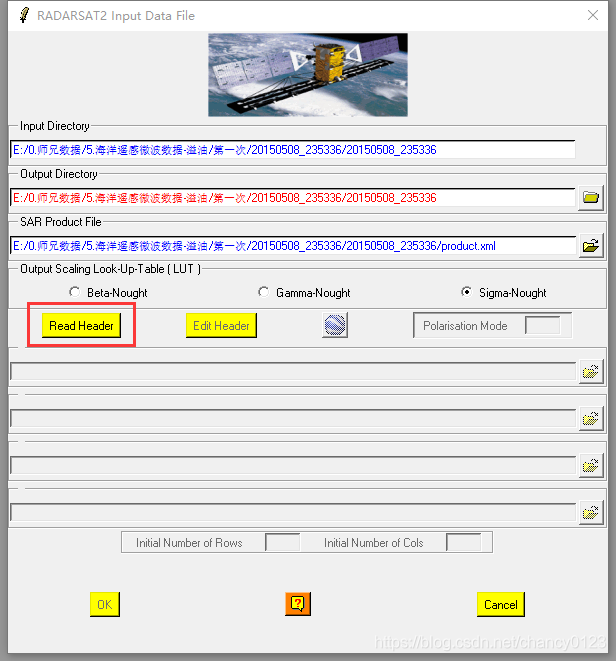 RADARSAT2 Input Data File
Input Directory
E:/0.师兄数据/5.海洋遥感微波数据-溢油/第一次/20150508_235336/20150508_235336
Output Directory
E:/0.师兄数据/5.海洋遥感微波数据-溢油/第一次/20150508_235336/20150508_235336
SAR Product File
E:/0.师兄数据/5.海洋遥感微波数据-溢油/第一次/20150508_235336/20150508_235336/product.xml
Output Scaling Look-Up-Table ( LUT )
Beta-Nought Gamma-Nought Sigma-Nought
Read Header Edit Header Polarisation Mode
Initial Number of Rows Initial Number of Cols
OK ? Cancel
https://blog.csdn.net/chancy0123